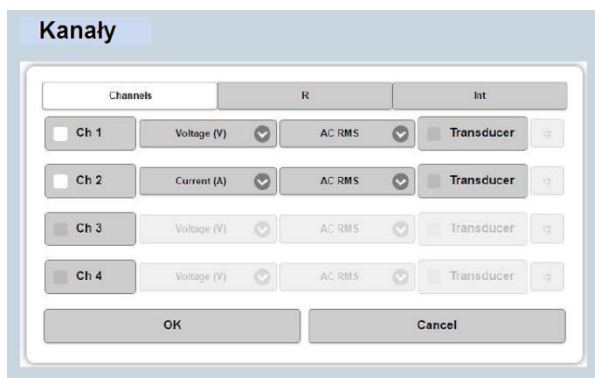 Kanały
Channels R Int
Ch 1 Voltage (V) AC RMS Transducer
Ch 2 Current (A) AC RMS Transducer
Ch 3 Voltage (V) AC RMS Transducer
Ch 4 Voltage (V) AC RMS Transducer
OK Cancel